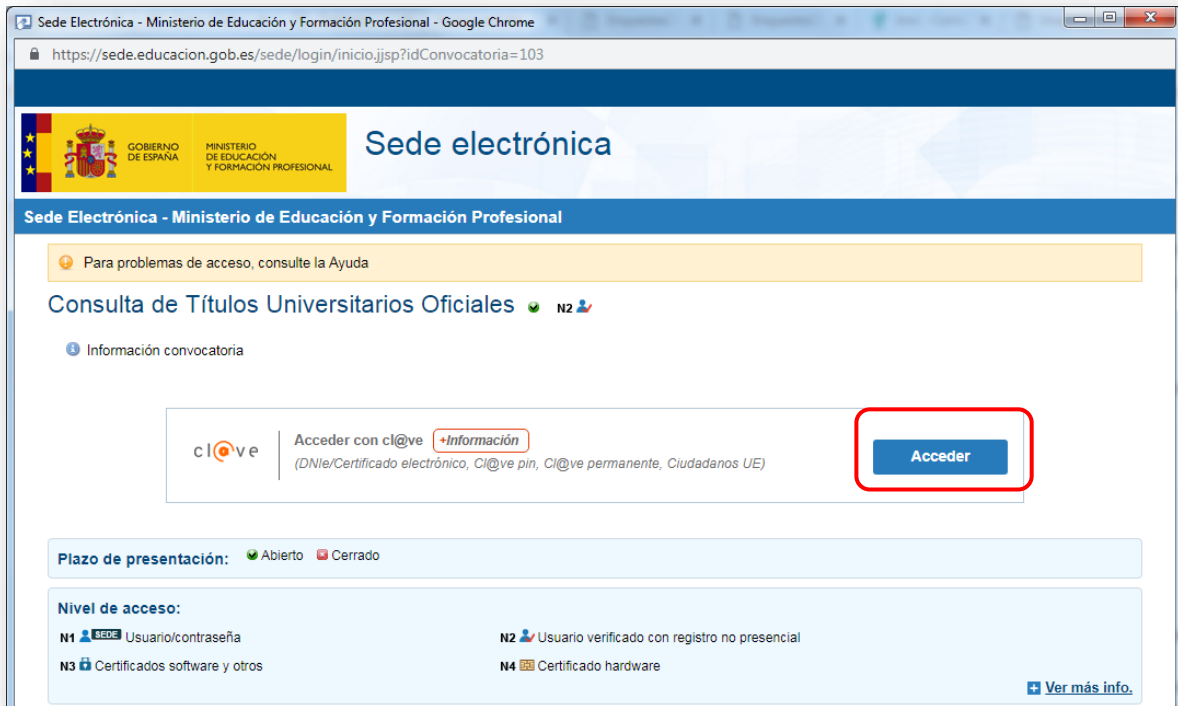 Sede Electrónica - Ministerio de Educación y Formación Profesional - Google Chrome
https://sede.educacion.gob.es/sede/login/inicio.jjsp?idConvocatoria=103
GOBIERNO DE ESPAÑA
MINISTERIO DE EDUCACIÓN Y FORMACIÓN PROFESIONAL
Sede electrónica
Sede Electrónica - Ministerio de Educación y Formación Profesional
Para problemas de acceso, consulte la Ayuda
Consulta de Títulos Universitarios Oficiales N2
Información convocatoria
cl@ve
Acceder con cl@ve +Información
(DNIe/Certificado electrónico, Cl@ve pin, Cl@ve permanente, Ciudadanos UE)
Acceder
Plazo de presentación: Abierto Cerrado
Nivel de acceso:
N1 SEDE Usuario/contraseña
N2 Usuario verificado con registro no presencial
N3 Certificados software y otros
N4 Certificado hardware
Ver más info.